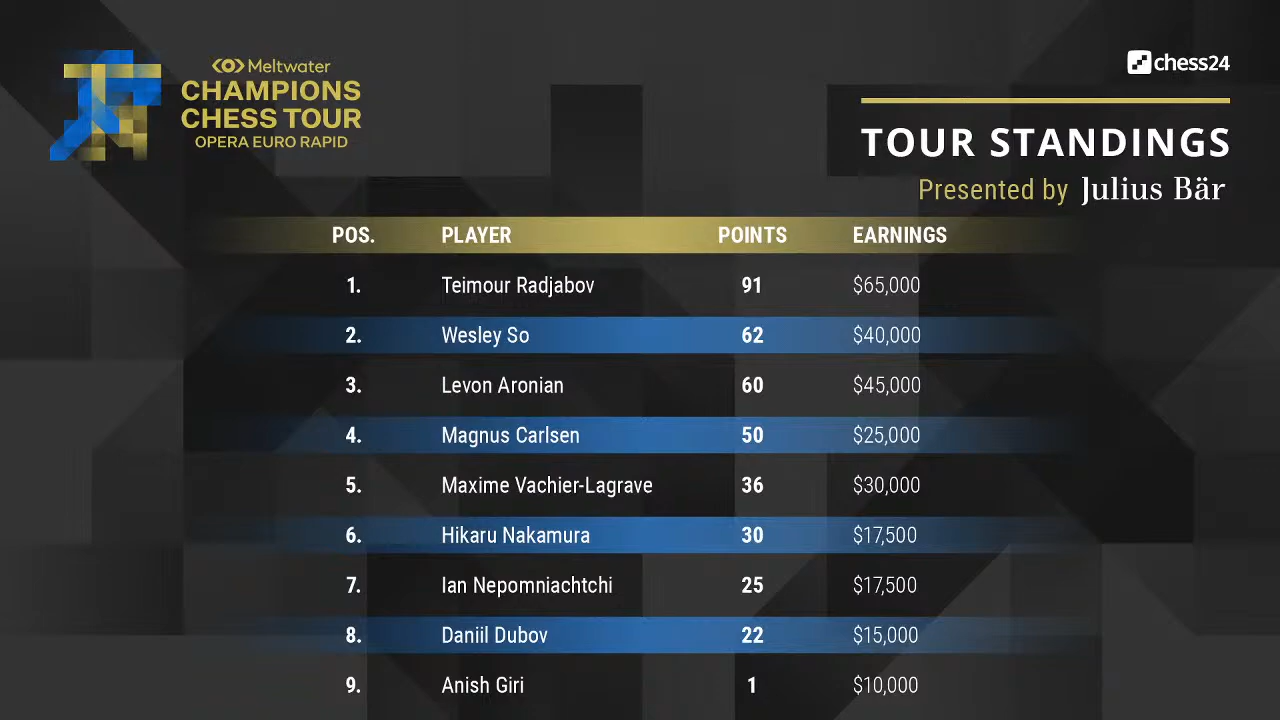 Meltwater
CHAMPIONS
CHESS TOUR
OPERA EURO RAPID
chess24
TOUR STANDINGS
Presented by Julius Bär
POS. PLAYER POINTS EARNINGS
1. Teimour Radjabov 91 $65,000
2. Wesley So 62 $40,000
3. Levon Aronian 60 $45,000
4. Magnus Carlsen 50 $25,000
5. Maxime Vachier-Lagrave 36 $30,000
6. Hikaru Nakamura 30 $17,500
7. Ian Nepomniachtchi 25 $17,500
8. Daniil Dubov 22 $15,000
9. Anish Giri 1 $10,000